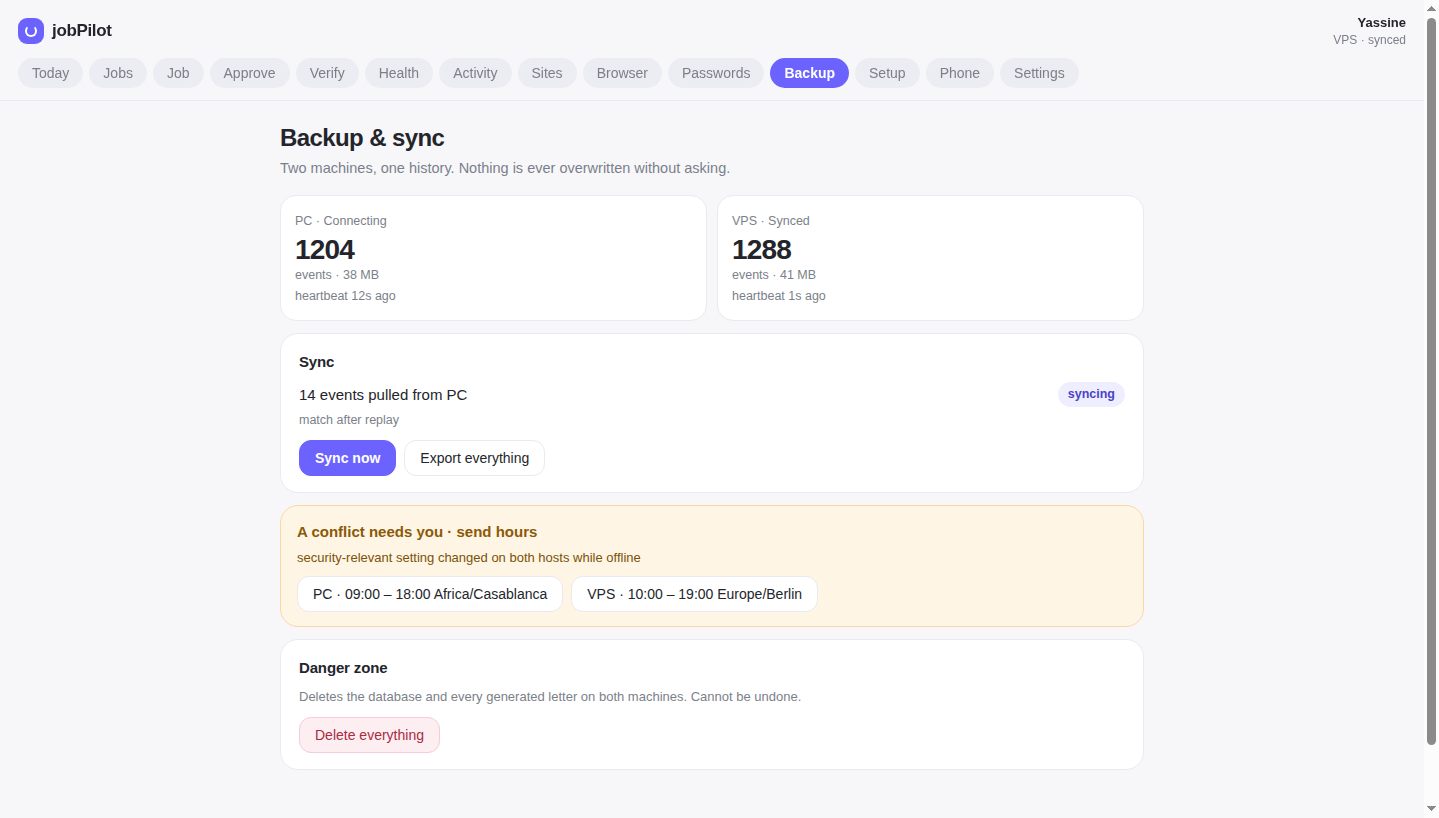 jobPilot
Yassine
VPS · synced
Today
Jobs
Job
Approve
Verify
Health
Activity
Sites
Browser
Passwords
Backup
Setup
Phone
Settings
Backup & sync
Two machines, one history. Nothing is ever overwritten without asking.
PC · Connecting
1204
events · 38 MB
heartbeat 12s ago
VPS · Synced
1288
events · 41 MB
heartbeat 1s ago
Sync
14 events pulled from PC
syncing
match after replay
Sync now
Export everything
A conflict needs you · send hours
security-relevant setting changed on both hosts while offline
PC · 09:00 – 18:00 Africa/Casablanca
VPS · 10:00 – 19:00 Europe/Berlin
Danger zone
Deletes the database and every generated letter on both machines. Cannot be undone.
Delete everything